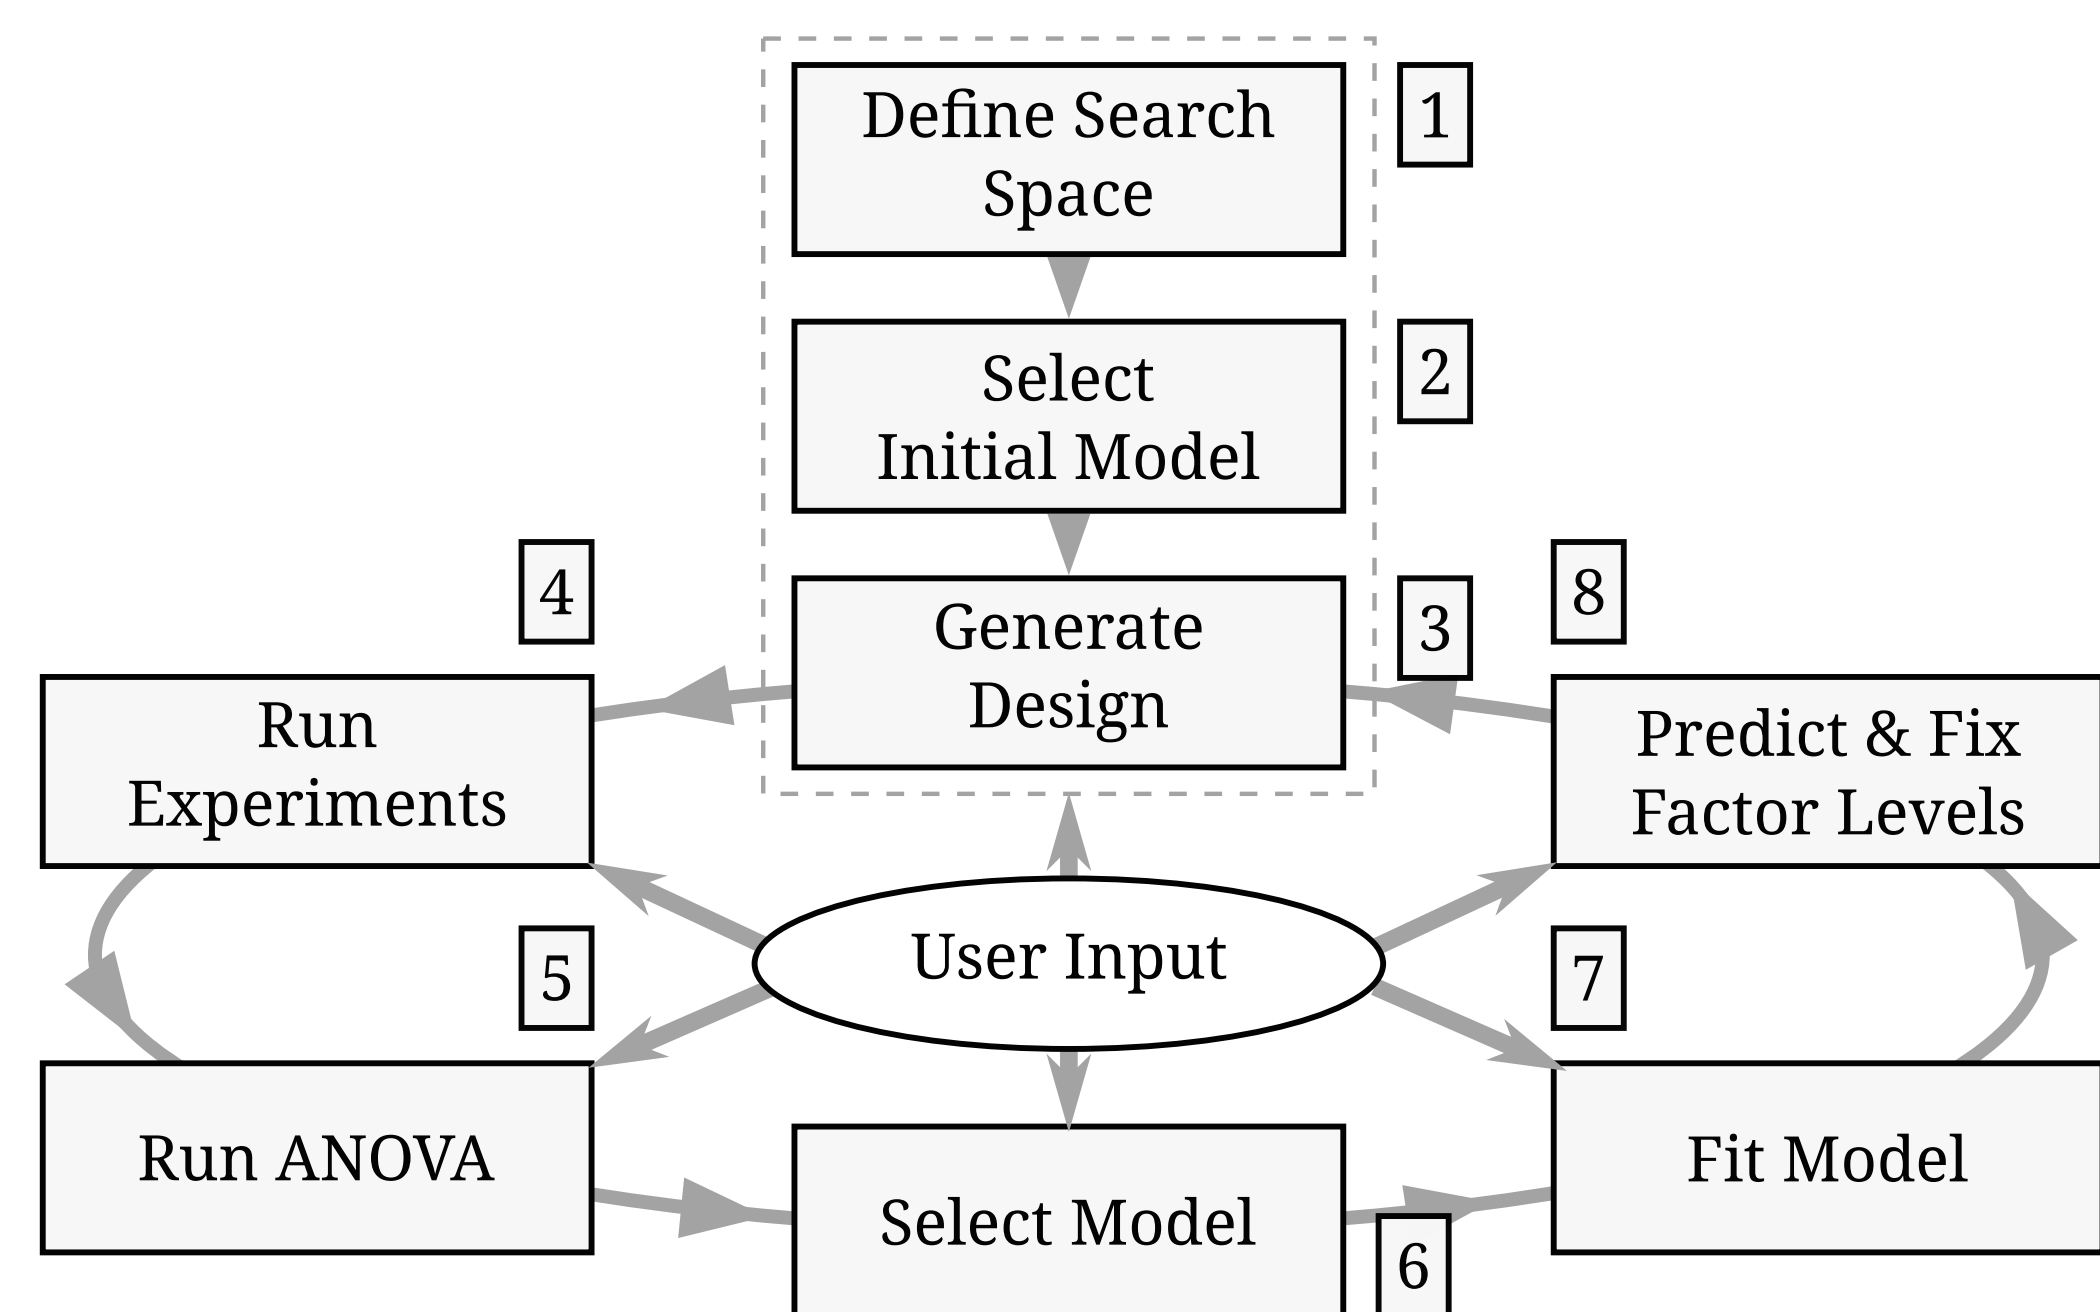 Define Search
Space
1
Select
Initial Model
2
Generate
Design
3
4
Run
Experiments
8
Predict & Fix
Factor Levels
User Input
5
Run ANOVA
Select Model
6
7
Fit Model